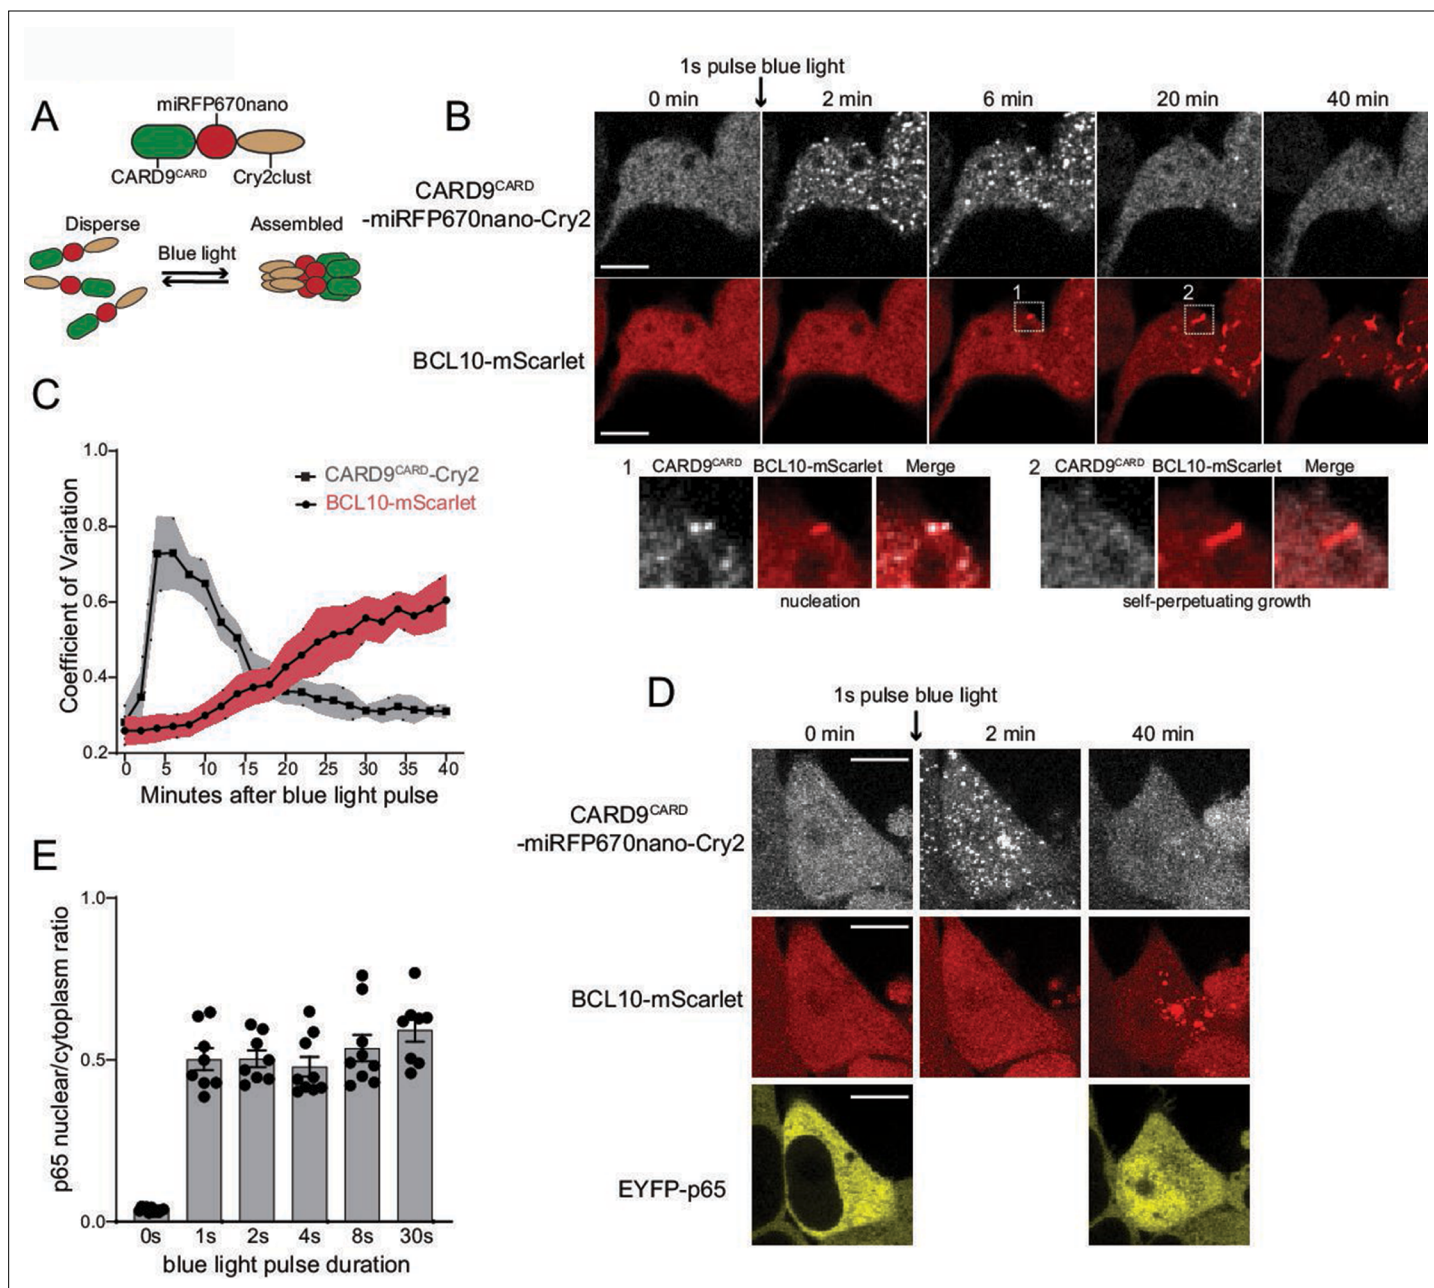 A
miRFP670nano
CARD9CARD
Cry2clust
Disperse
Assembled
Blue light
B
1s pulse blue light
0 min
2 min
6 min
20 min
40 min
CARD9CARD
-miRFP670nano-Cry2
BCL10-mScarlet
1
2
1
CARD9CARD
BCL10-mScarlet
Merge
nucleation
2
CARD9CARD
BCL10-mScarlet
Merge
self-perpetuating growth
C
1.0
0.8
0.6
0.4
0.2
Coefficient of Variation
CARD9CARD-Cry2
BCL10-mScarlet
0
5
10
15
20
25
30
35
40
Minutes after blue light pulse
D
1s pulse blue light
0 min
2 min
40 min
CARD9CARD
-miRFP670nano-Cry2
BCL10-mScarlet
EYFP-p65
E
1.0
0.5
0.0
p65 nuclear/cytoplasm ratio
0s
1s
2s
4s
8s
30s
blue light pulse duration